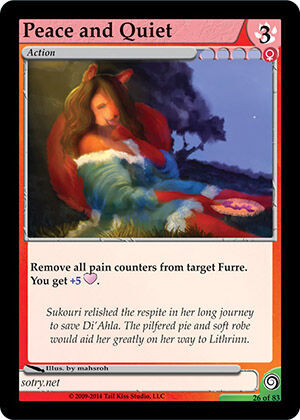 Peace and Quiet
3
Action
Remove all pain counters from target Furre.
You get +5
Sukouri relished the respite in her long journey
to save Di'Ahla. The pilfered pie and soft robe
would aid her greatly on her way to Lithrinn.
Illus. by mahsroh
sotry.net
26 of 83
© 2009-2014 Tail Kiss Studio, LLC